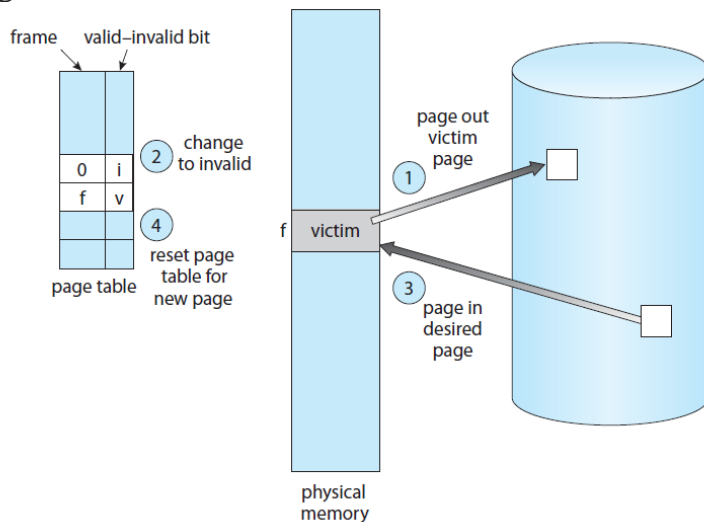 frame
valid–invalid bit
0
i
f
v
2
change
to invalid
4
reset page
table for
new page
page table
f
victim
physical
memory
page out
victim
page
1
3
page in
desired
page